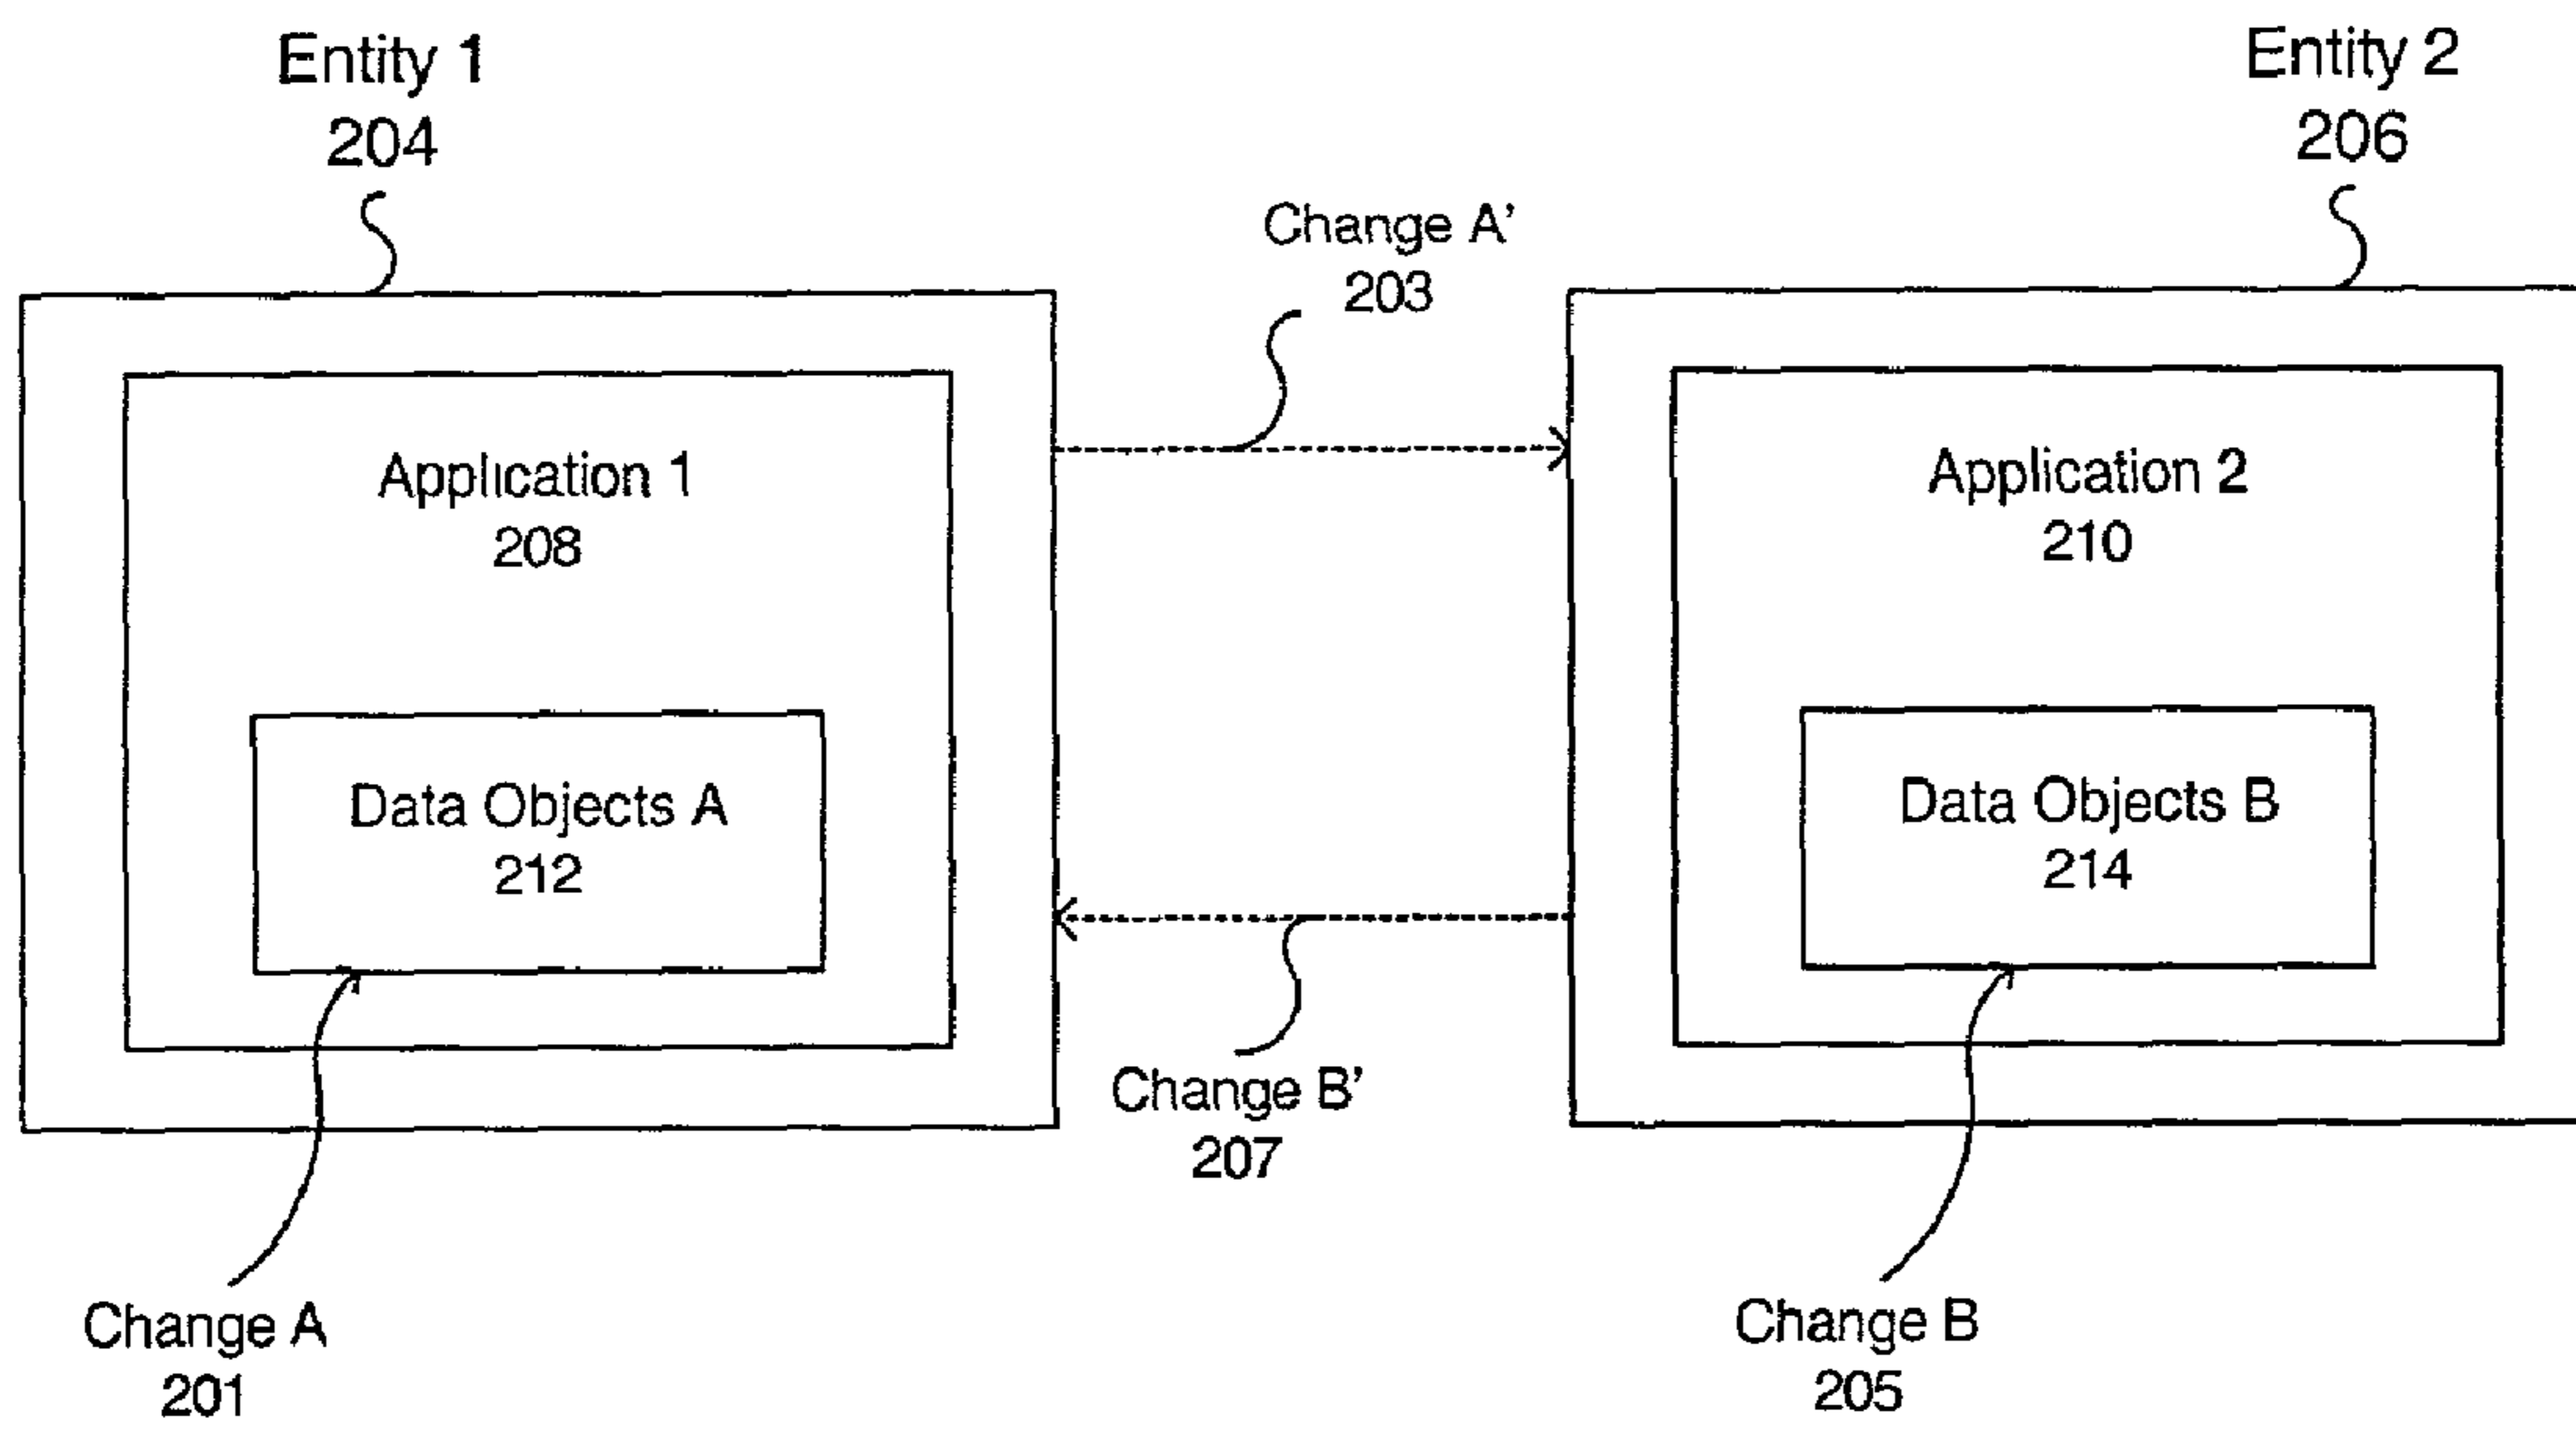 Entity 1
204
Entity 2
206
Change A’
203
Application 1
208
Application 2
210
Data Objects A
212
Data Objects B
214
Change B’
207
Change A
201
Change B
205